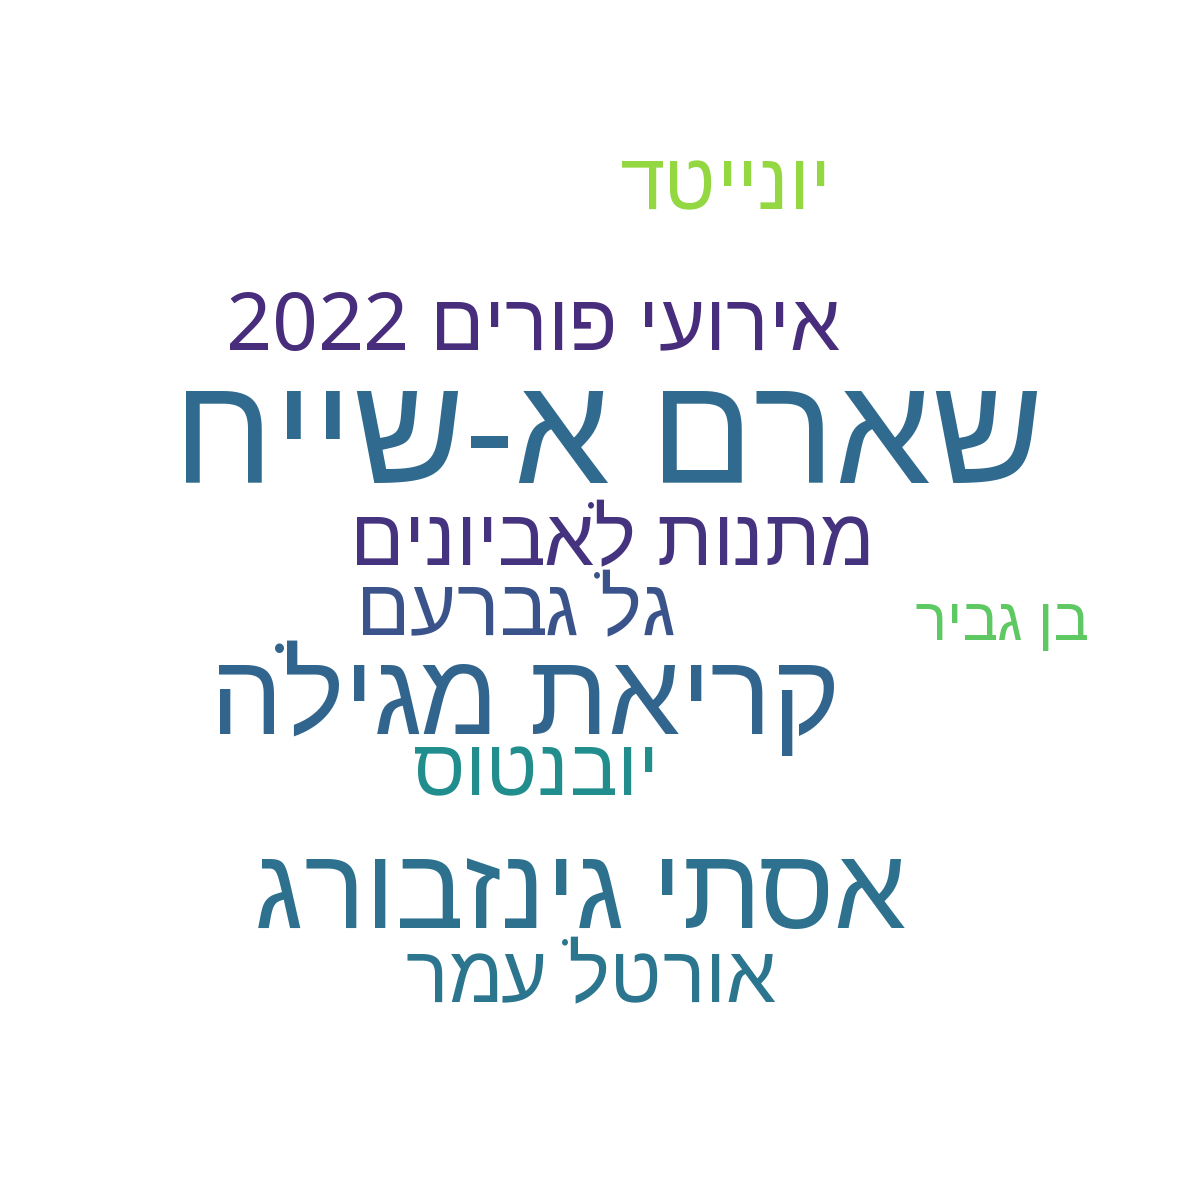 יונייטד
אירועי פורים 2022
שארם א-שייח
מתנות לאביונים
גל גברעם
בן גביר
קריאת מגילה
יובנטוס
אסתי גינזבורג
אורטל עמר